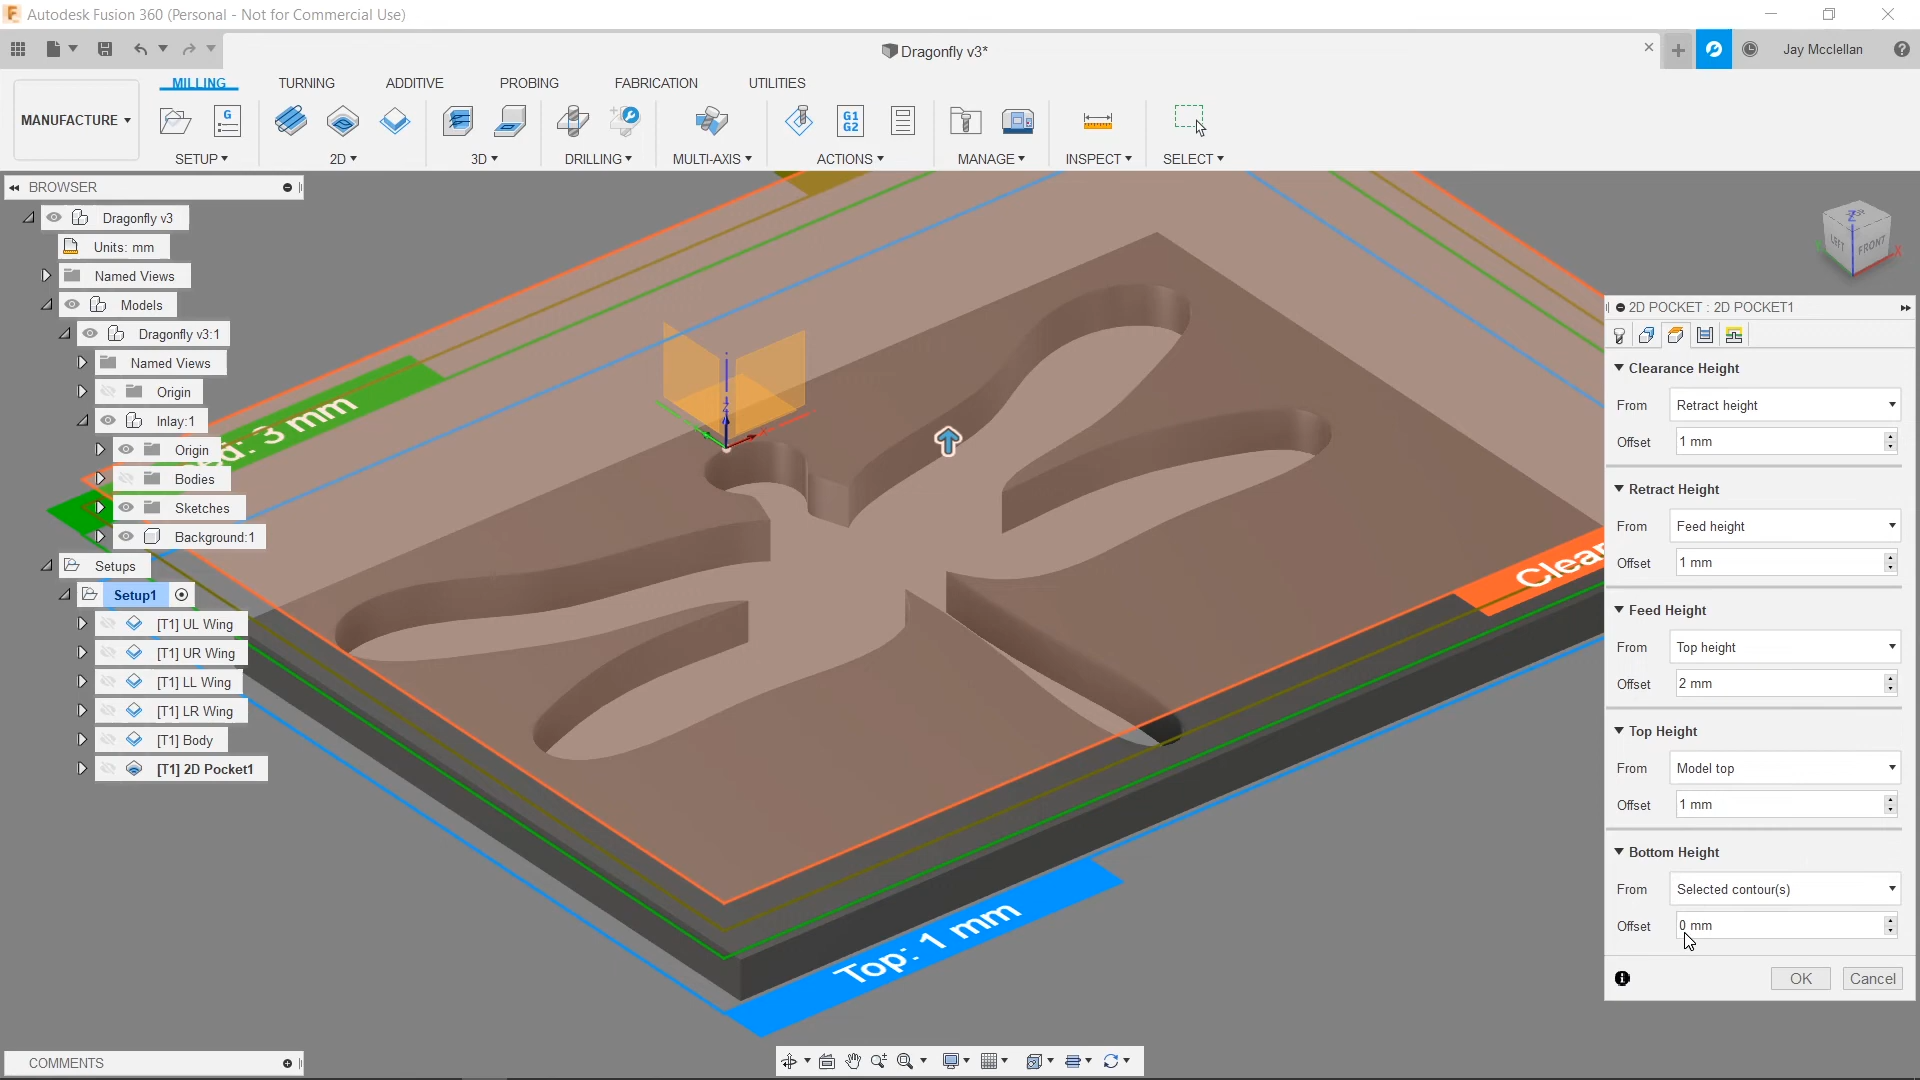 Autodesk Fusion 360 (Personal - Not for Commercial Use)
Dragonfly v3*
Jay Mcclellan
MILLING
TURNING
ADDITIVE
PROBING
FABRICATION
UTILITIES
MANUFACTURE
G
G1
G2
SETUP
2D
3D
DRILLING
MULTI-AXIS
ACTIONS
MANAGE
INSPECT
SELECT
BROWSER
Dragonfly v3
Units: mm
Named Views
Models
Dragonfly v3:1
Named Views
Origin
Inlay:1
Origin
Bodies
Sketches
Background:1
Setups
Setup1
[T1] UL Wing
[T1] UR Wing
[T1] LL Wing
[T1] LR Wing
[T1] Body
[T1] 2D Pocket1
ed: 3 mm
Clear
Top: 1 mm
Z
LEFT
FRONT
X
2D POCKET : 2D POCKET1
Clearance Height
From Retract height
Offset 1 mm
Retract Height
From Feed height
Offset 1 mm
Feed Height
From Top height
Offset 2 mm
Top Height
From Model top
Offset 1 mm
Bottom Height
From Selected contour(s)
Offset 0 mm
OK Cancel
COMMENTS